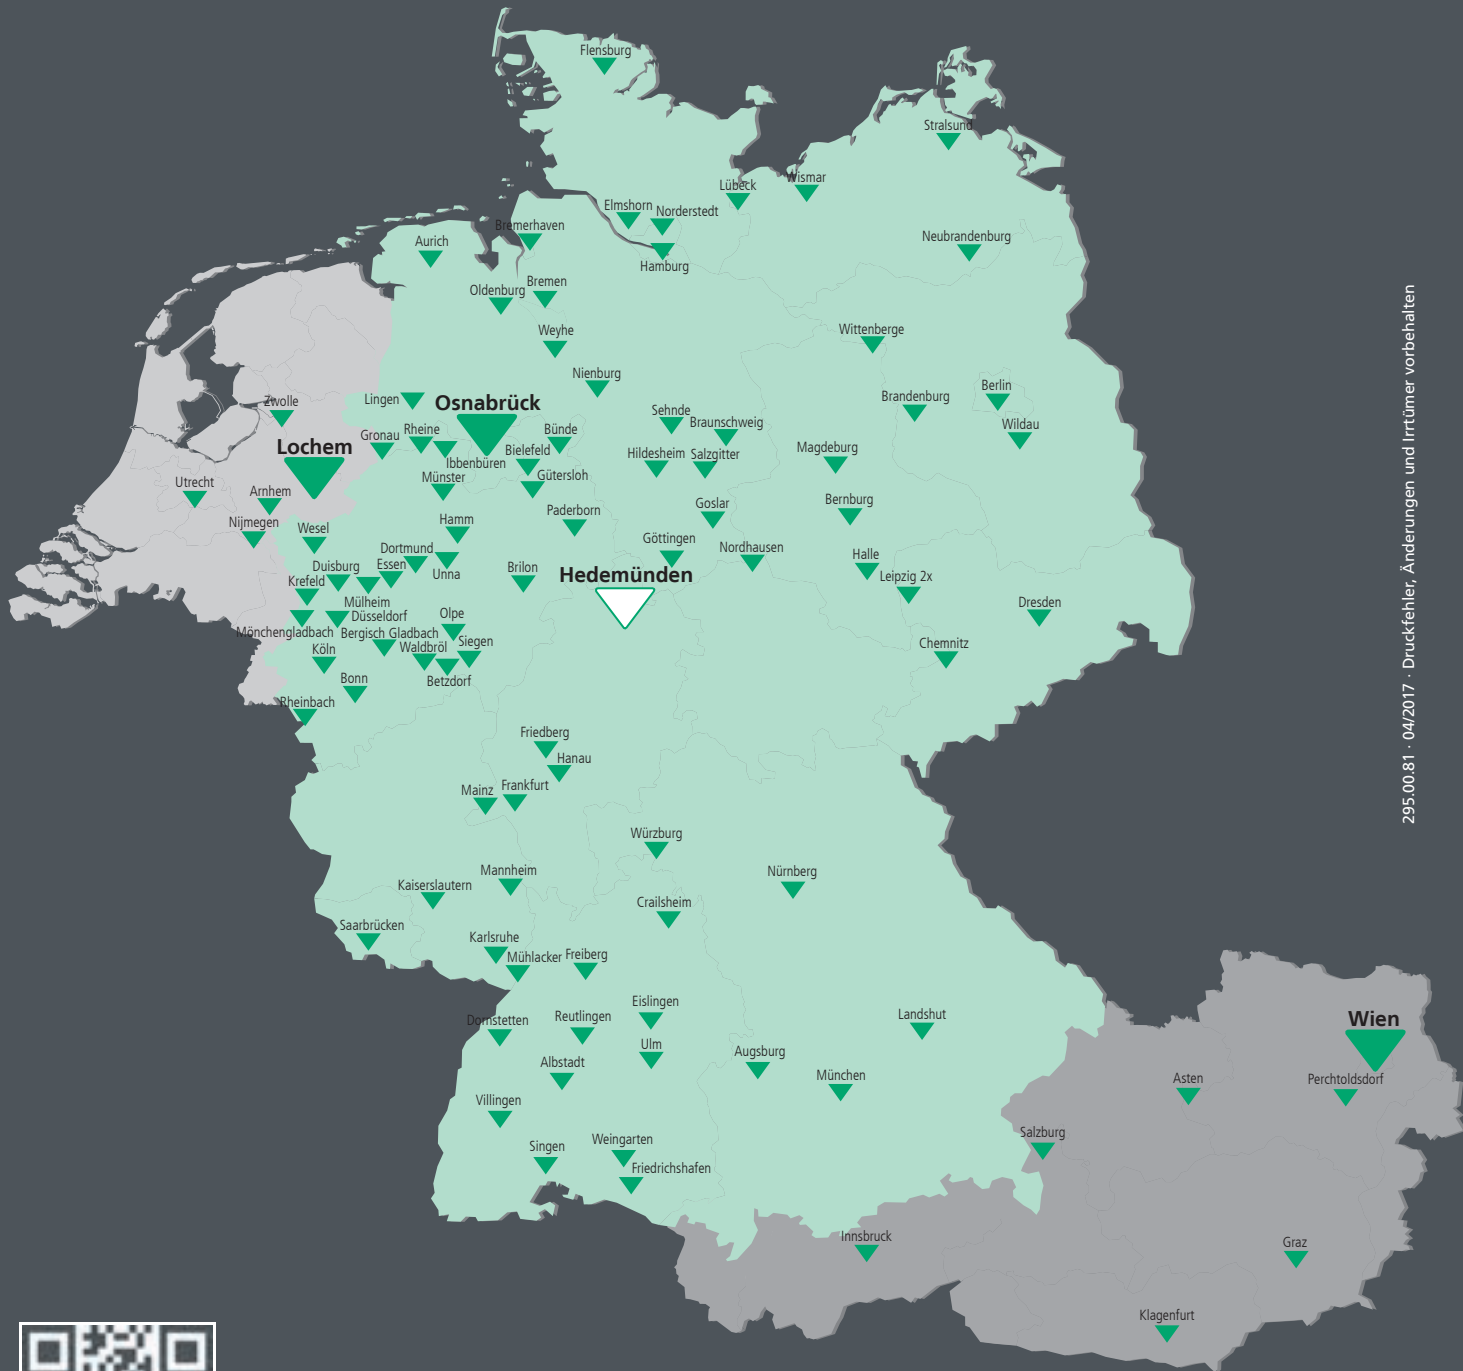 Flensburg
Stralsund
Wismar
Lübeck
Elmshorn
Norderstedt
Bremerhaven
Neubrandenburg
Aurich
Hamburg
Bremen
Oldenburg
Weyhe
Wittenberge
Nienburg
Berlin
Lingen
Osnabrück
Brandenburg
Zwolle
Sehnde
Braunschweig
Wildau
Gronau
Rheine
Bünde
Lochem
Magdeburg
Bielefeld
Hildesheim
Salzgitter
Ibbenbüren
Münster
Gütersloh
Utrecht
Arnhem
Bernburg
Goslar
Paderborn
Nijmegen
Hamm
Wesel
Göttingen
Dortmund
Nordhausen
Halle
Duisburg
Essen
Unna
Brilon
Hedemünden
Leipzig 2x
Krefeld
Mülheim
Dresden
Düsseldorf
Olpe
Mönchengladbach
Bergisch Gladbach
Siegen
Chemnitz
Köln
Waldbröl
Bonn
Betzdorf
Rheinbach
Friedberg
Hanau
Mainz
Frankfurt
Würzburg
Mannheim
Nürnberg
Kaiserslautern
Crailsheim
Saarbrücken
Karlsruhe
Mühlacker
Freiberg
Eislingen
Landshut
Dornstetten
Reutlingen
Wien
Ulm
Augsburg
Albstadt
München
Asten
Perchtoldsdorf
Villingen
Salzburg
Weingarten
Singen
Friedrichshafen
Innsbruck
Graz
Klagenfurt
295.00.81 · 04/2017 · Druckfehler, Änderungen und Irrtümer vorbehalten